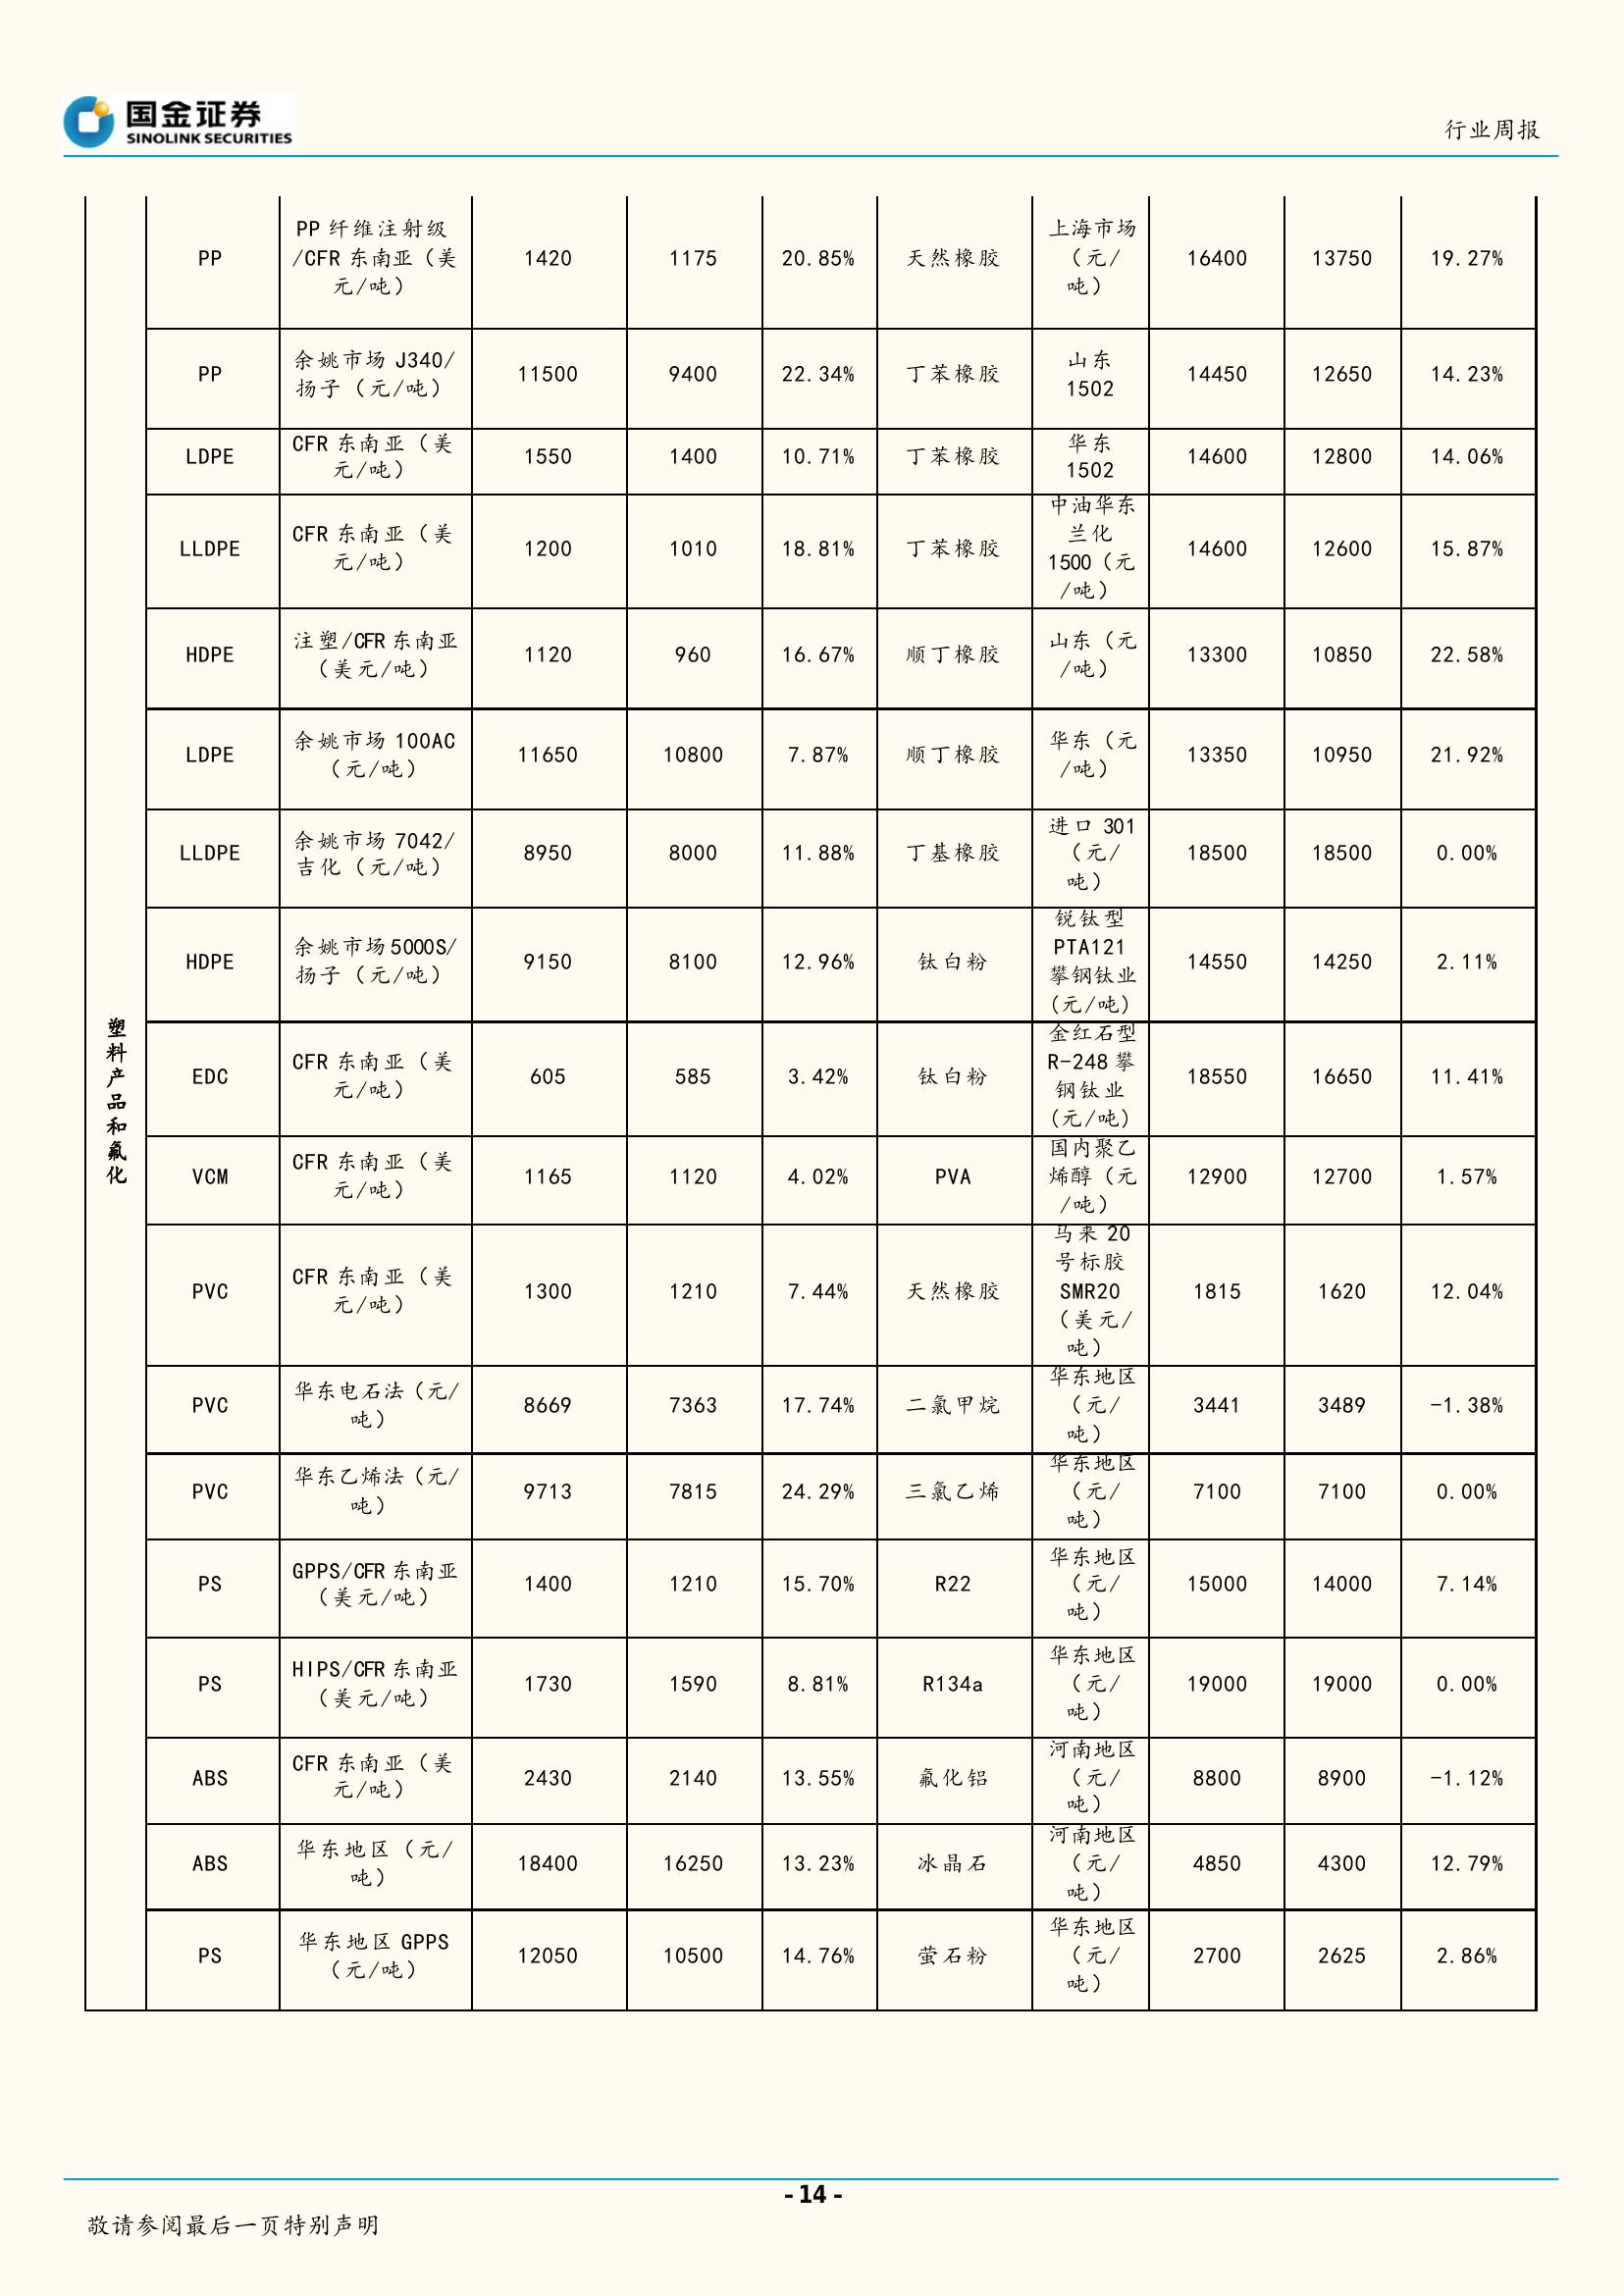 国金证券
SINOLINK SECURITIES
行业周报
塑料产品和氟化
PP
PP 纤维注射级
/CFR 东南亚（美
元/吨）
1420
1175
20.85%
天然橡胶
上海市场
（元/
吨）
16400
13750
19.27%
PP
余姚市场 J340/
扬子（元/吨）
11500
9400
22.34%
丁苯橡胶
山东
1502
14450
12650
14.23%
LDPE
CFR 东南亚（美
元/吨）
1550
1400
10.71%
丁苯橡胶
华东
1502
14600
12800
14.06%
LLDPE
CFR 东南亚（美
元/吨）
1200
1010
18.81%
丁苯橡胶
中油华东
兰化
1500（元
/吨）
14600
12600
15.87%
HDPE
注塑/CFR 东南亚
（美元/吨）
1120
960
16.67%
顺丁橡胶
山东（元
/吨）
13300
10850
22.58%
LDPE
余姚市场 100AC
（元/吨）
11650
10800
7.87%
顺丁橡胶
华东（元
/吨）
13350
10950
21.92%
LLDPE
余姚市场 7042/
吉化（元/吨）
8950
8000
11.88%
丁基橡胶
进口 301
（元/
吨）
18500
18500
0.00%
HDPE
余姚市场 5000S/
扬子（元/吨）
9150
8100
12.96%
钛白粉
锐钛型
PTA121
攀钢钛业
(元/吨)
14550
14250
2.11%
EDC
CFR 东南亚（美
元/吨）
605
585
3.42%
钛白粉
金红石型
R-248 攀
钢钛业
(元/吨)
18550
16650
11.41%
VCM
CFR 东南亚（美
元/吨）
1165
1120
4.02%
PVA
国内聚乙
烯醇（元
/吨）
12900
12700
1.57%
PVC
CFR 东南亚（美
元/吨）
1300
1210
7.44%
天然橡胶
马来 20
号标胶
SMR20
（美元/
吨）
1815
1620
12.04%
PVC
华东电石法（元/
吨）
8669
7363
17.74%
二氯甲烷
华东地区
（元/
吨）
3441
3489
-1.38%
PVC
华东乙烯法（元/
吨）
9713
7815
24.29%
三氯乙烯
华东地区
（元/
吨）
7100
7100
0.00%
PS
GPPS/CFR 东南亚
（美元/吨）
1400
1210
15.70%
R22
华东地区
（元/
吨）
15000
14000
7.14%
PS
HIPS/CFR 东南亚
（美元/吨）
1730
1590
8.81%
R134a
华东地区
（元/
吨）
19000
19000
0.00%
ABS
CFR 东南亚（美
元/吨）
2430
2140
13.55%
氟化铝
河南地区
（元/
吨）
8800
8900
-1.12%
ABS
华东地区（元/
吨）
18400
16250
13.23%
冰晶石
河南地区
（元/
吨）
4850
4300
12.79%
PS
华东地区 GPPS
（元/吨）
12050
10500
14.76%
萤石粉
华东地区
（元/
吨）
2700
2625
2.86%
- 14 -
敬请参阅最后一页特别声明